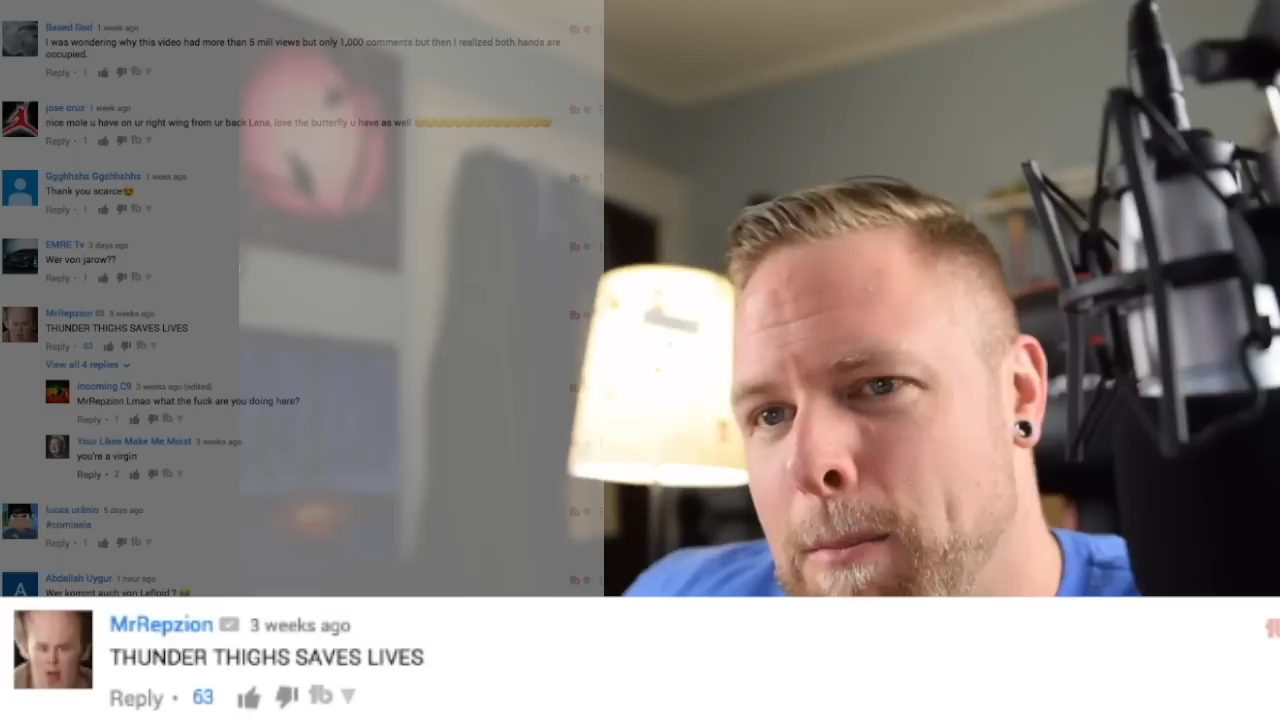 Based God 1 week ago
I was wondering why this video had more than 5 mill views but only 1,000 comments but then I realized both hands are
occupied.
Reply · 1
jose cruz 1 week ago
nice mole u have on ur right wing from ur back Lena, love the butterfly u have as well
Reply · 1
Ggghhshs Ggshhshhs 1 week ago
Thank you scarce😍
Reply · 1
EMRE Tv 3 days ago
Wer von jarow??
Reply · 1
MrRepzion 3 weeks ago
THUNDER THIGHS SAVES LIVES
Reply · 63
View all 4 replies
Incoming C9 3 weeks ago (edited)
MrRepzion Lmao what the fuck are you doing here?
Reply · 1
Your Likes Make Me Moist 3 weeks ago
you're a virgin
Reply · 2
lucas 5 days ago
Reply · 1
A
Abdallah Uygur 1 hour ago
Wer kommt auch von Lefloid ?
MrRepzion 3 weeks ago
THUNDER THIGHS SAVES LIVES
Reply · 63